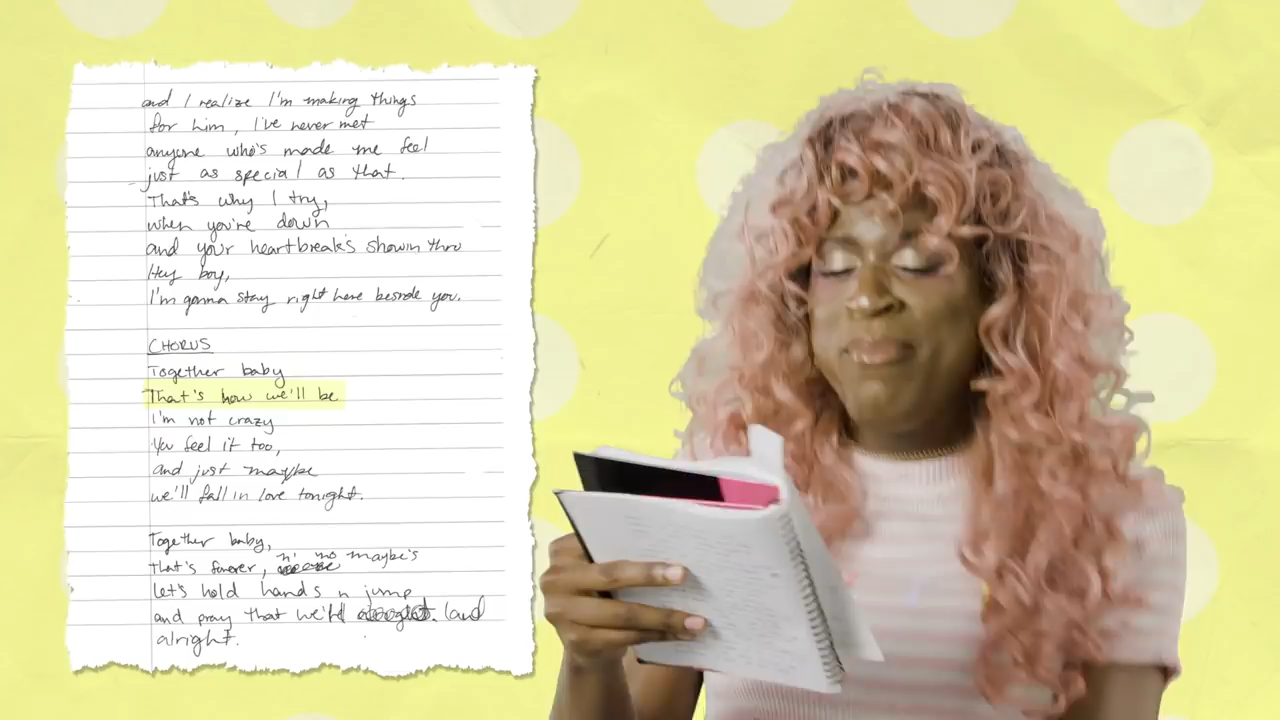 and I realize I'm making things
for him, I've never met
anyone who's made me feel
just as special as that.
That's why I try,
when you're down
and your heartbreak's showin thru
Hey boy,
I'm gonna stay right here beside you.
CHORUS
Together baby
That's how we'll be
I'm not crazy
You feel it too,
and just maybe
we'll fall in love tonight.
Together baby,
that's forever, n' no maybe's
let's hold hands n jump
and pray that we'll land
alright.